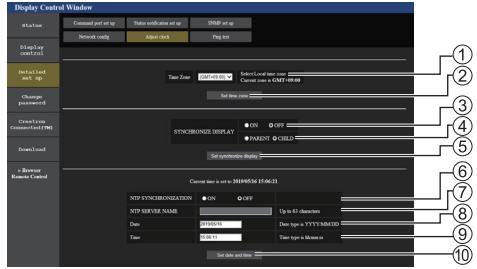 Display Control Window
Status
Display control
Detailed set up
Change password
Crestron Connected(TM)
Download
» Browser Remote Control
Command port set up
Status notification set up
SNMP set up
Network config
Adjust clock
Ping test
Time Zone
(GMT+09:00)
Select Local time zone
Current zone is GMT+09:00
Set time zone
SYNCHRONIZE DISPLAY
ON OFF
PARENT CHILD
Set synchronize display
Current time is set to 2019/05/16 15:06:21.
NTP SYNCHRONIZATION ON OFF
NTP SERVER NAME Up to 63 characters
Date 2019/05/16 Date type is YYYY/MM/DD
Time 15:06:11 Time type is hh:mm:ss
Set date and time
1
2
3
4
5
6
7
8
9
10